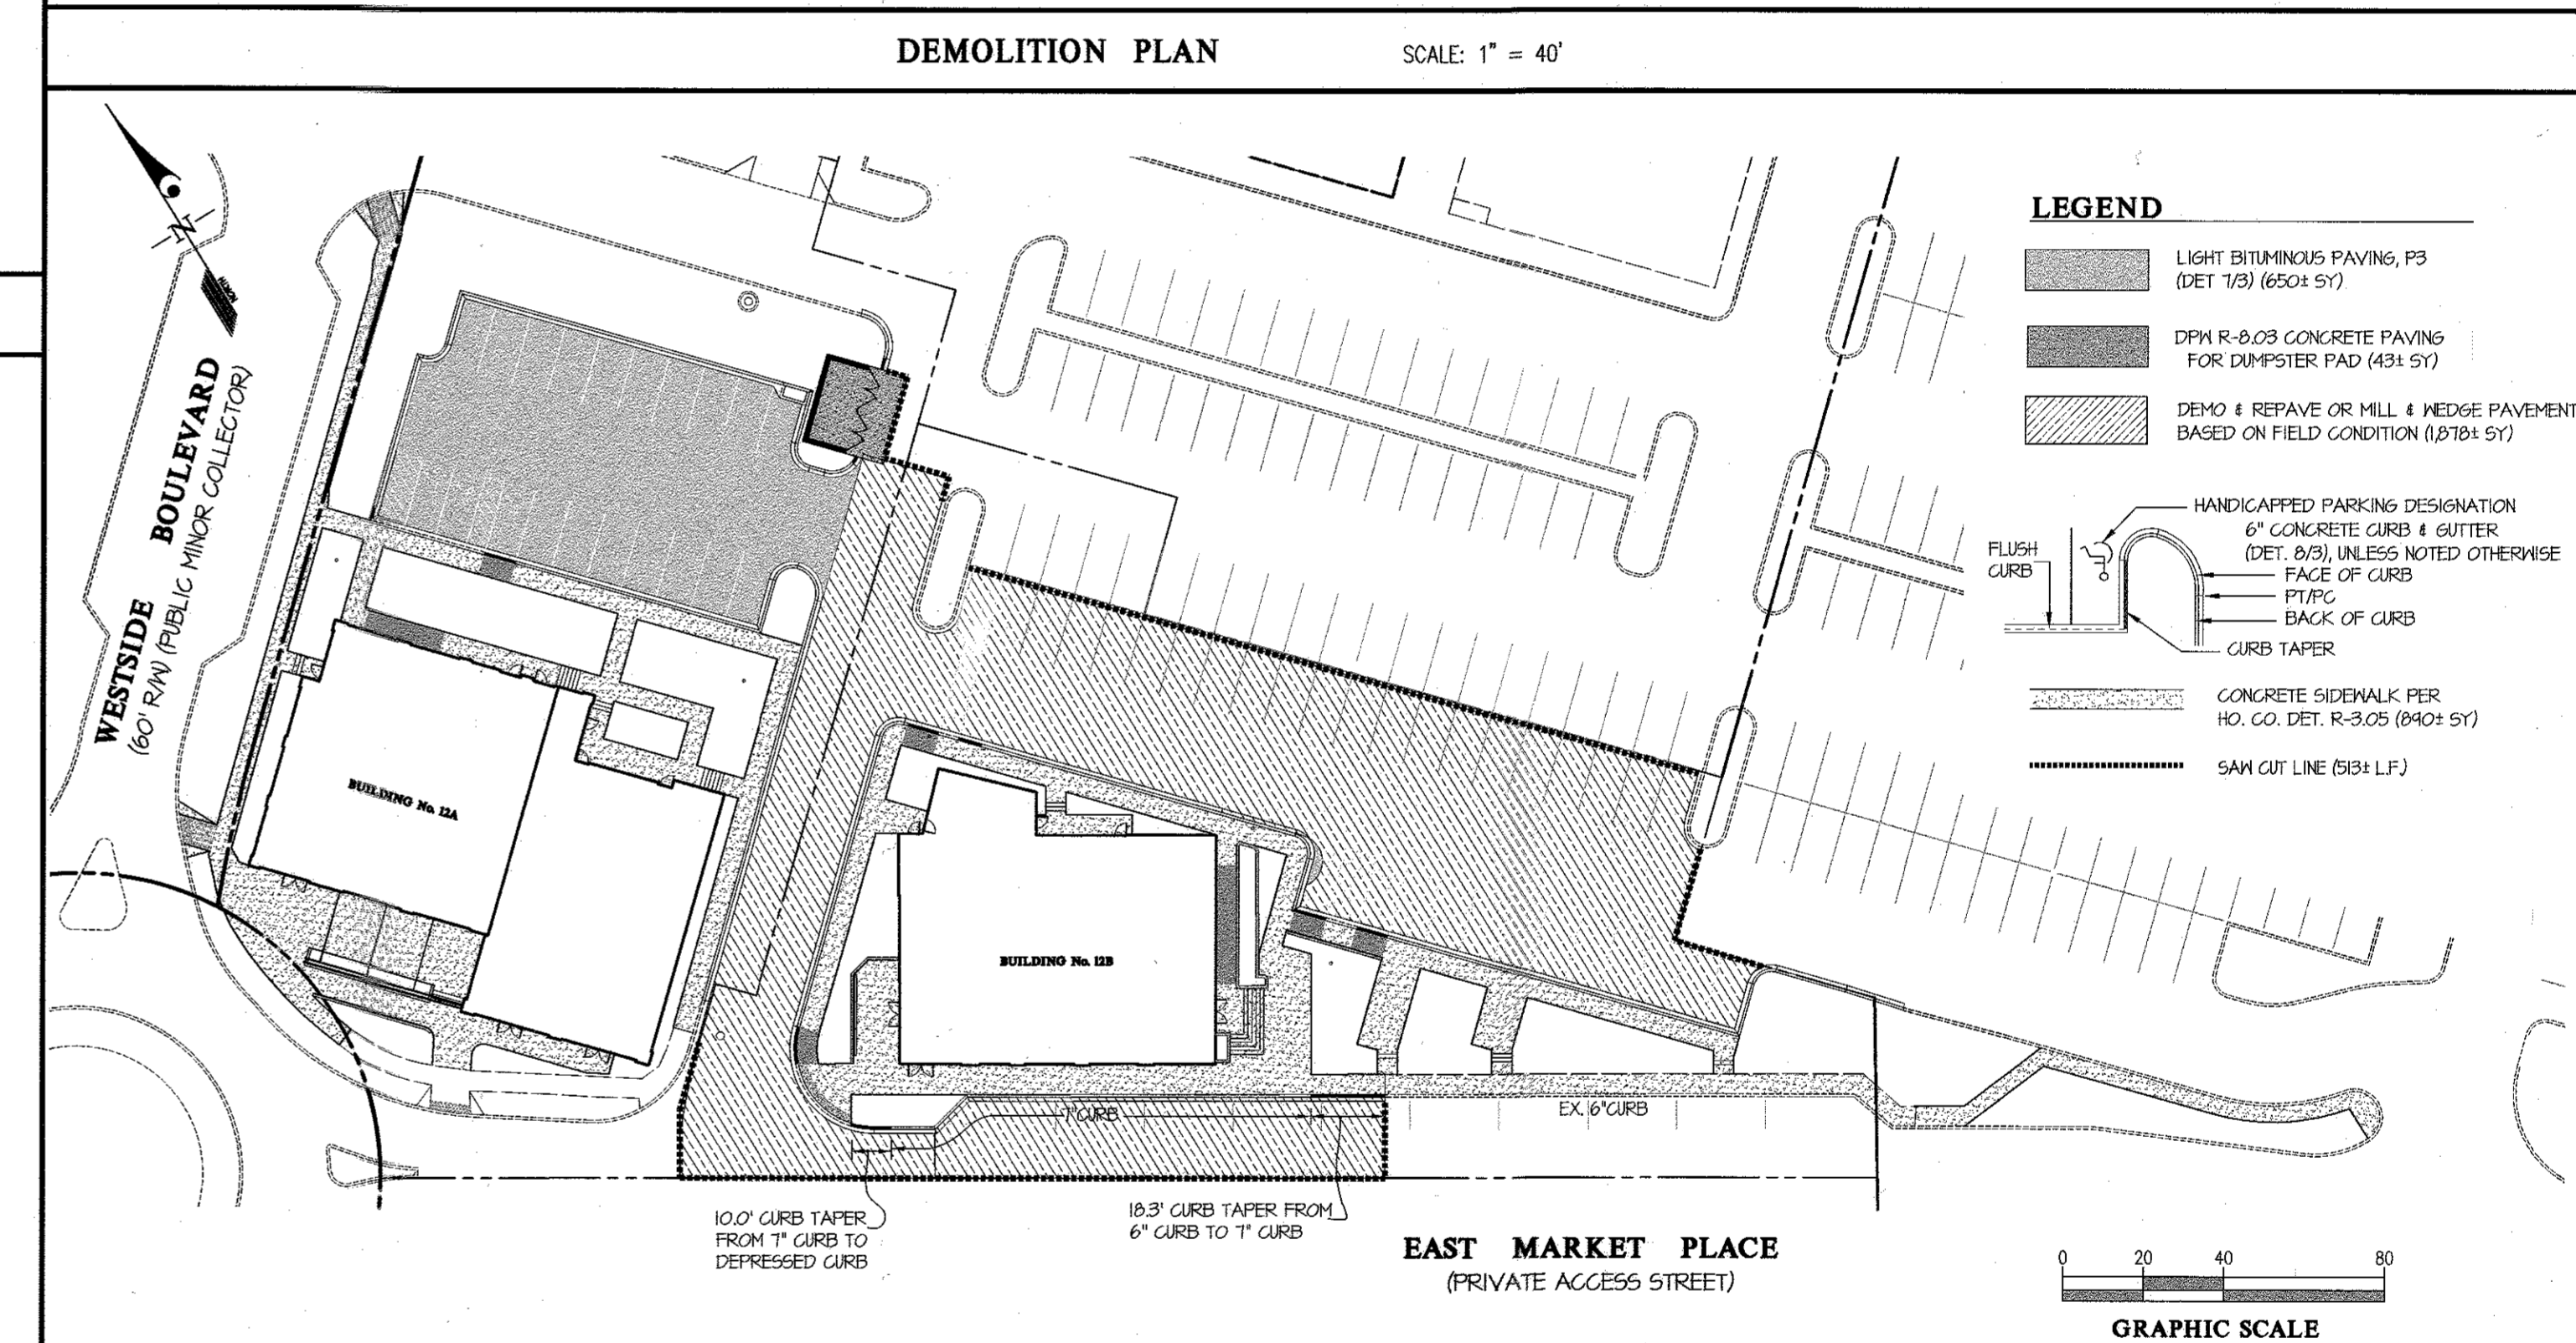 DEMOLITION PLAN
SCALE: 1" = 40'
N
NORTH
WESTSIDE BOULEVARD
(60' R/W) (PUBLIC MINOR COLLECTOR)
BUILDING No. 12A
BUILDING No. 12B
7" CURB
EX. 6" CURB
10.0' CURB TAPER
FROM 7" CURB TO
DEPRESSED CURB
18.3' CURB TAPER FROM
6" CURB TO 7" CURB
EAST MARKET PLACE
(PRIVATE ACCESS STREET)
LEGEND
LIGHT BITUMINOUS PAVING, P3
(DET 7/3) (650± SY)
DPW R-8.03 CONCRETE PAVING
FOR DUMPSTER PAD (43± SY)
DEMO & REPAVE OR MILL & WEDGE PAVEMENT
BASED ON FIELD CONDITION (1,878± SY)
HANDICAPPED PARKING DESIGNATION
6" CONCRETE CURB & GUTTER
(DET. 8/3), UNLESS NOTED OTHERWISE
FLUSH
CURB
FACE OF CURB
PT/PC
BACK OF CURB
CURB TAPER
CONCRETE SIDEWALK PER
HO. CO. DET. R-3.05 (890± SY)
SAW CUT LINE (513± L.F.)
0 20 40 80
GRAPHIC SCALE